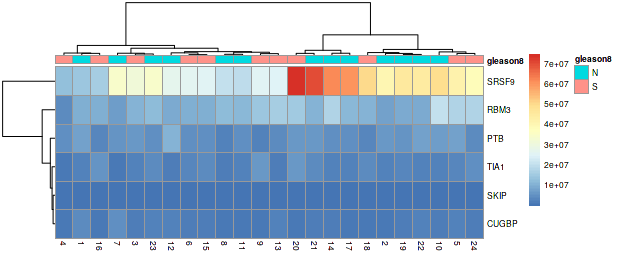 gleason8
SRSF9
RBM3
PTB
TIA1
SKIP
CUGBP
4 1 16 7 3 23 12 6 15 8 11 9 13 20 21 14 17 18 2 19 22 10 5 24
7e+07
6e+07
5e+07
4e+07
3e+07
2e+07
1e+07
gleason8
N
S